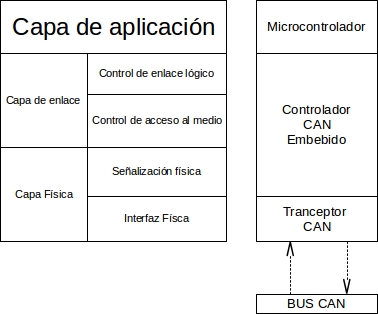 Capa de aplicación
Microcontrolador
Capa de enlace
Control de enlace lógico
Control de acceso al medio
Controlador
CAN
Embebido
Capa Física
Señalización física
Interfaz Físca
Tranceptor
CAN
BUS CAN